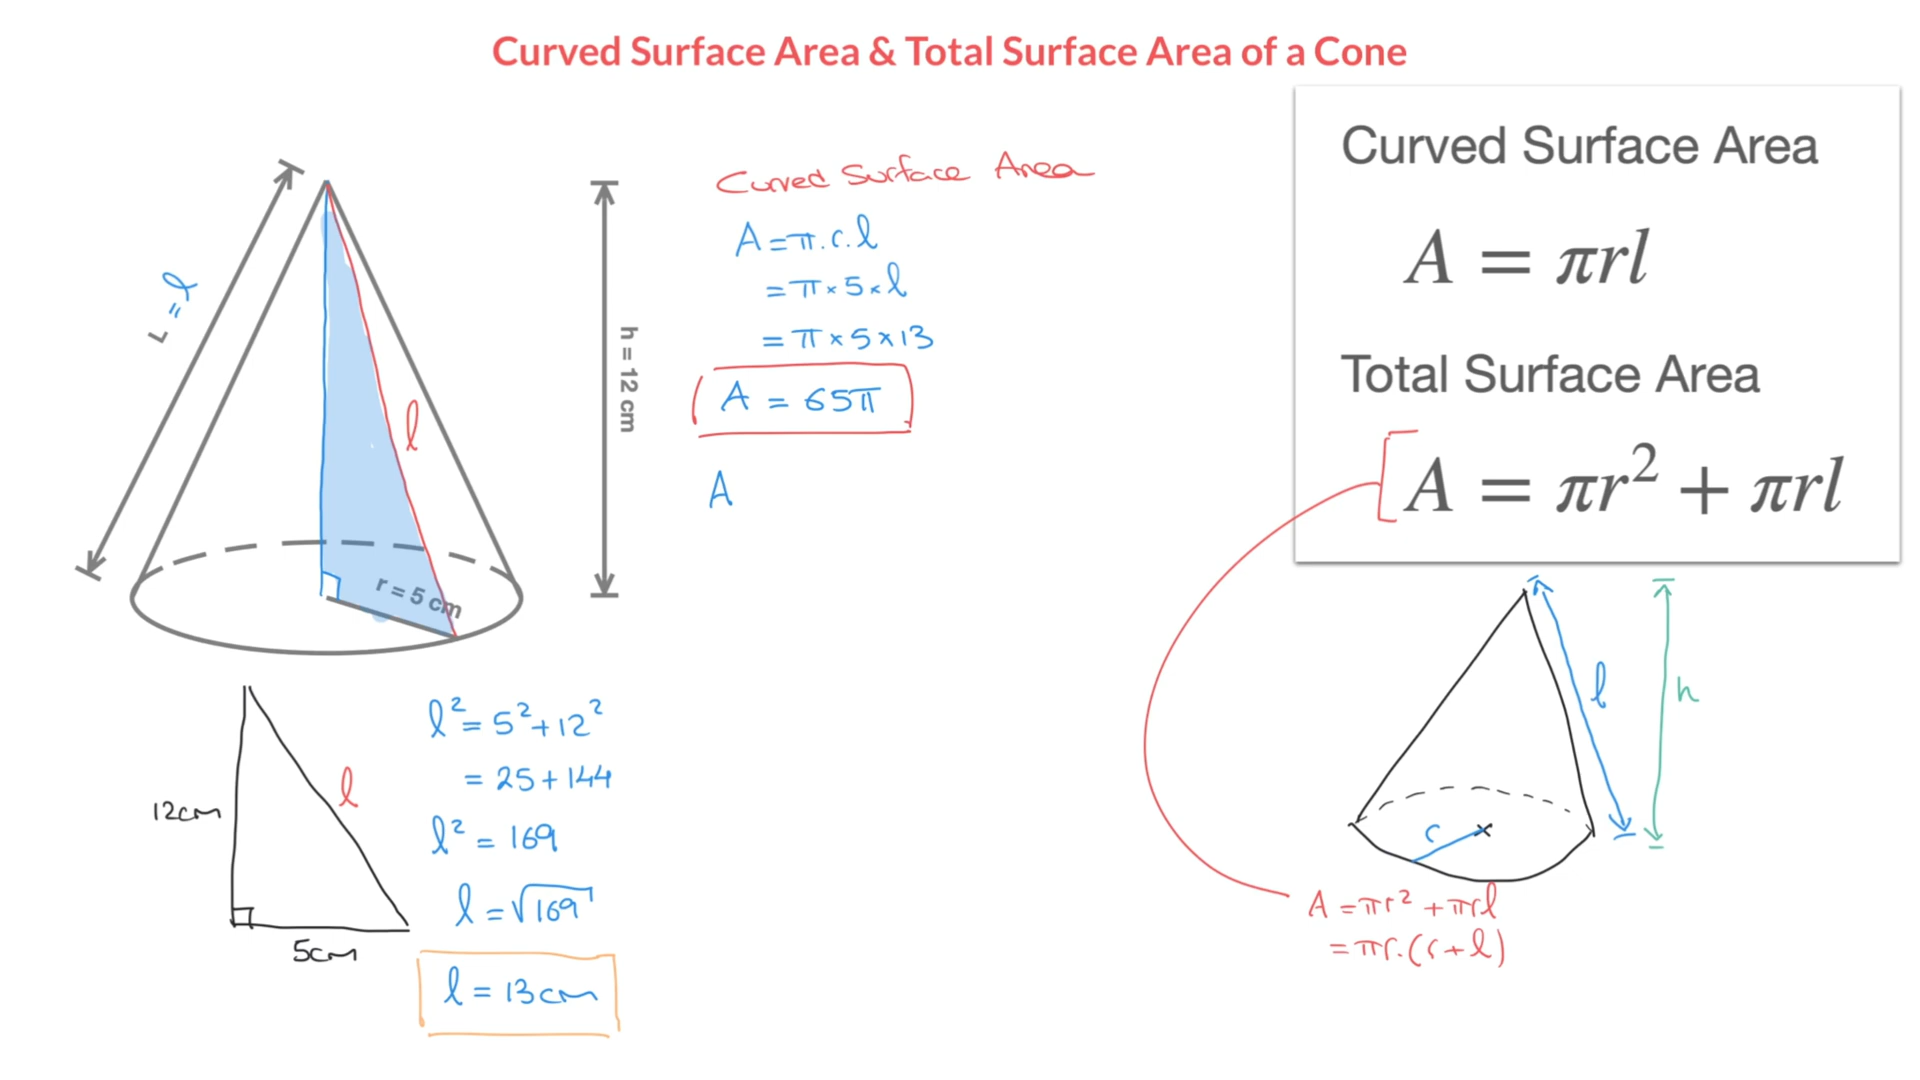 Curved Surface Area & Total Surface Area of a Cone
L = l
h = 12 cm
l
r = 5 cm
Curved Surface Area
A = π.r.l
= π × 5 × l
= π × 5 × 13
A = 65π
A
Curved Surface Area
A = πrl
Total Surface Area
A = πr² + πrl
12cm
l
5cm
l² = 5² + 12²
= 25 + 144
l² = 169
l = √169
l = 13cm
l
h
r
A = πr² + πrl
= πr.(r + l)